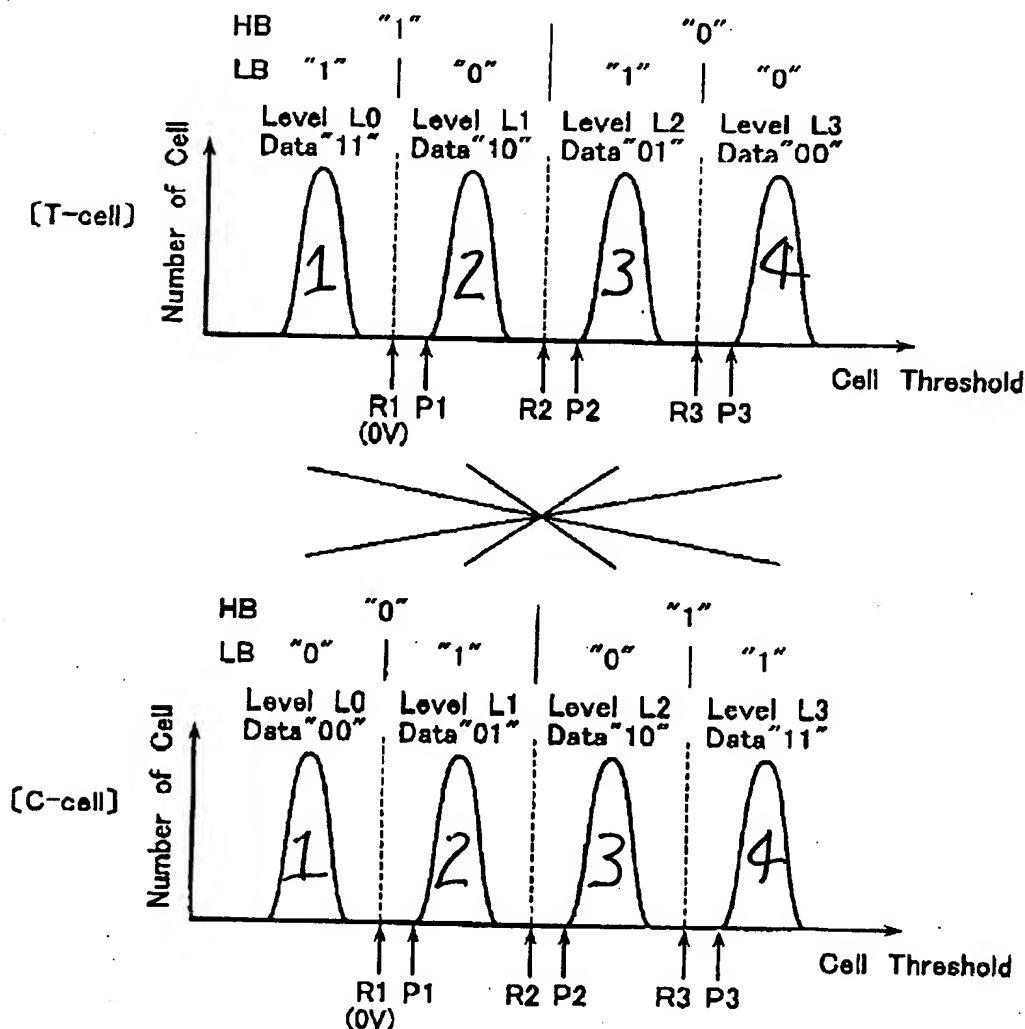 HB "1" "0"
LB "1" "0" "1" "0"
Level L0 Level L1 Level L2 Level L3
Data"11" Data"10" Data"01" Data"00"
[T-cell]
Number of Cell
1 2 3 4
Cell Threshold
R1 P1 R2 P2 R3 P3
(0V)
HB "0" "1"
LB "0" "1" "0" "1"
Level L0 Level L1 Level L2 Level L3
Data"00" Data"01" Data"10" Data"11"
[C-cell]
Number of Cell
1 2 3 4
Cell Threshold
R1 P1 R2 P2 R3 P3
(0V)